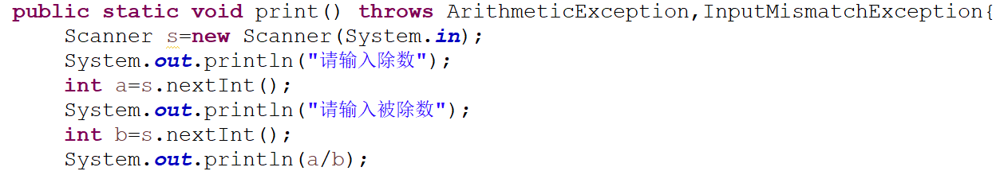 public static void print() throws ArithmeticException,InputMismatchException{
    Scanner s=new Scanner(System.in);
    System.out.println("请输入除数");
    int a=s.nextInt();
    System.out.println("请输入被除数");
    int b=s.nextInt();
    System.out.println(a/b);